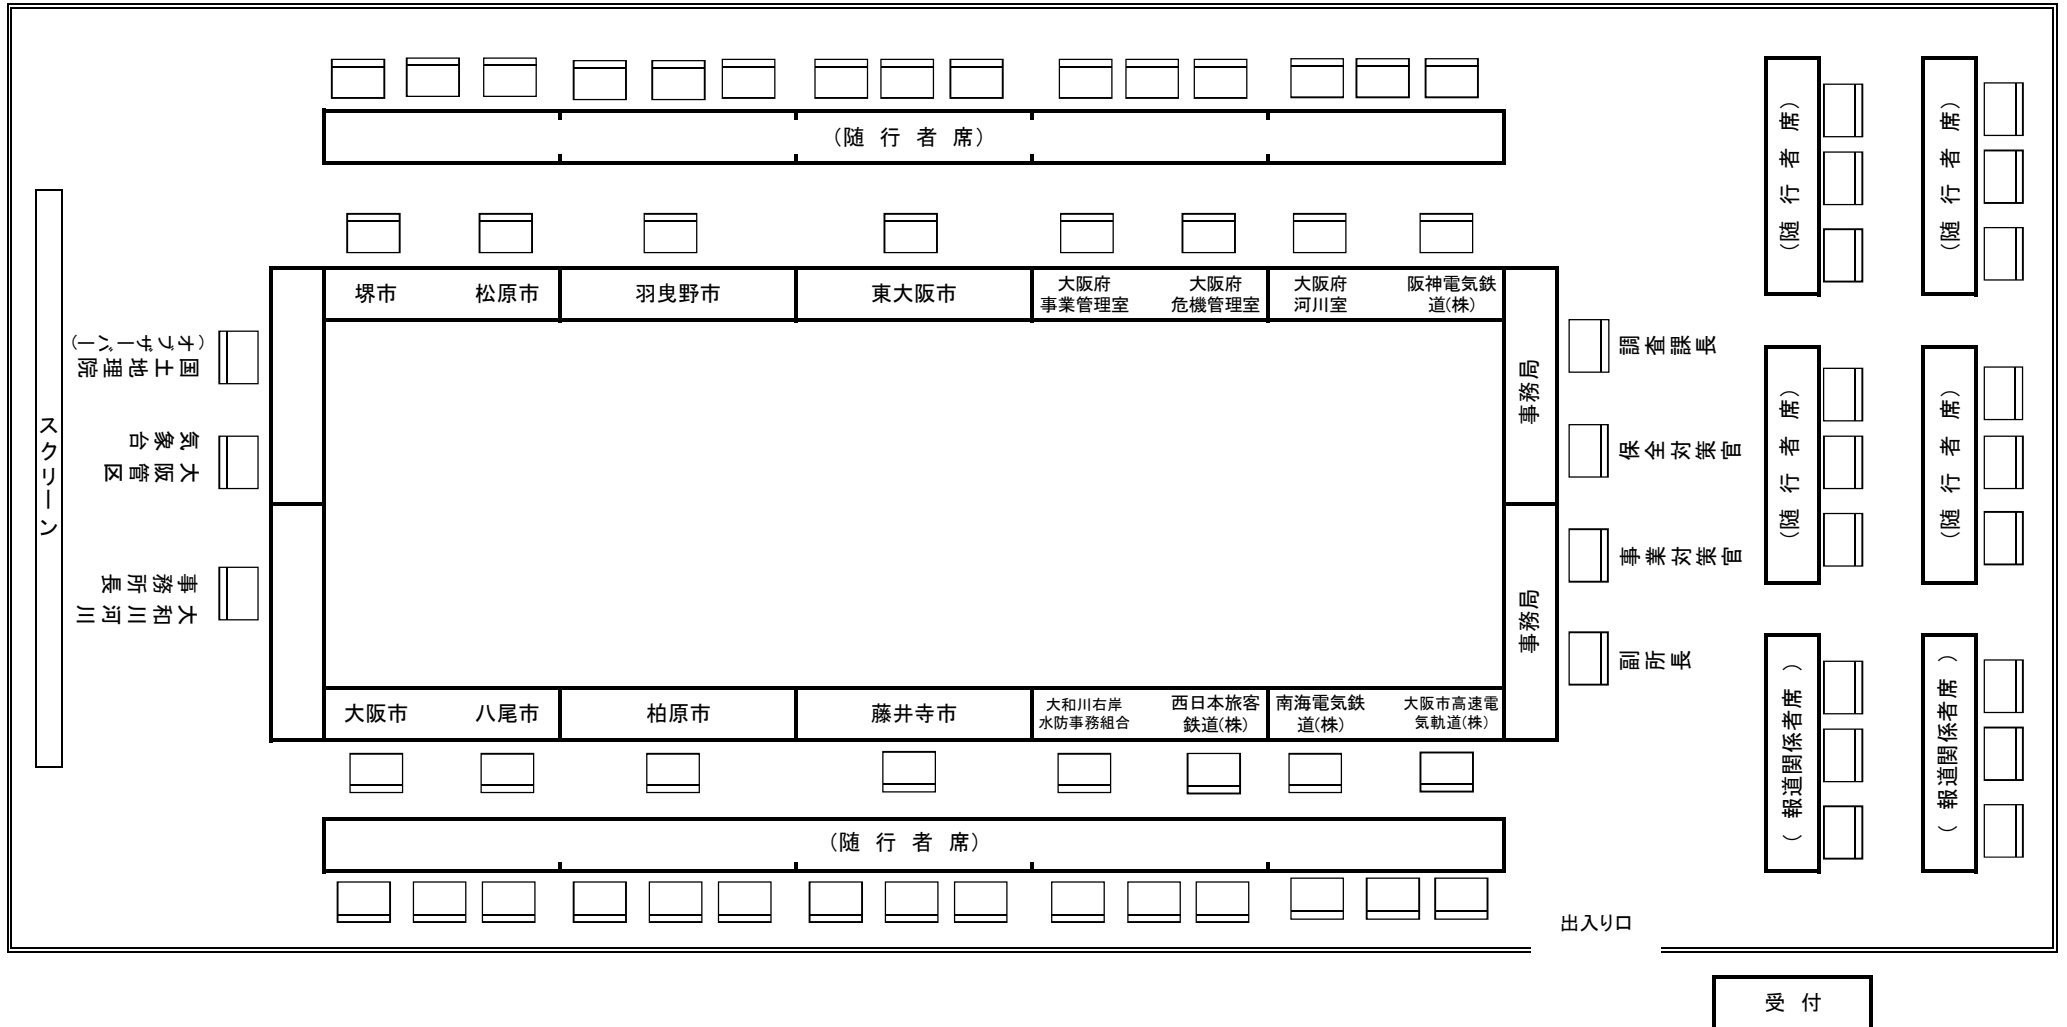 (随 行 者 席)
(随 行 者 席)
(随 行 者 席)
堺市
松原市
羽曳野市
東大阪市
大阪府
事業管理室
大阪府
危機管理室
大阪府
河川室
阪神電気鉄
道(株)
スクリーン
国土地理院
(オブザーバー)
大阪管区
気象台
大和川河川
事務所長
事務局
事務局
調査課長
保全対策官
事業対策官
副所長
(随 行 者 席)
(随 行 者 席)
大阪市
八尾市
柏原市
藤井寺市
大和川右岸
水防事務組合
西日本旅客
鉄道(株)
南海電気鉄
道(株)
大阪市高速電
気軌道(株)
( 報道関係者席 )
( 報道関係者席 )
(随 行 者 席)
出入り口
受 付